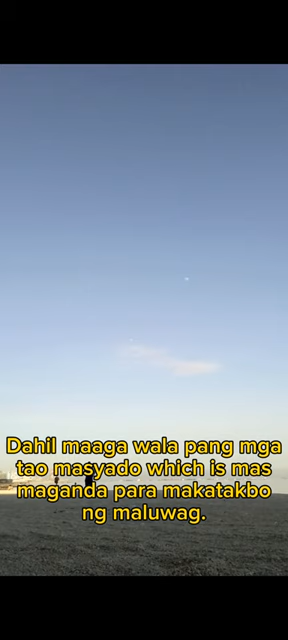 Dahil maaga wala pang mga
tao masyado which is mas
maganda para makatakbo
ng maluwag.